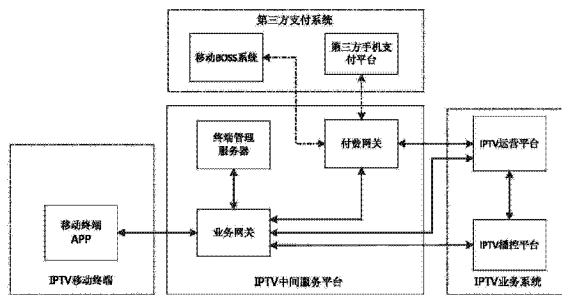 第三方支付系统
移动BOSS系统
第三方手机支
付平台
终端管理
服务器
付费网关
IPTV运营平台
移动终端
APP
业务网关
IPTV播控平台
IPTV移动终端
IPTV中间服务平台
IPTV业务系统